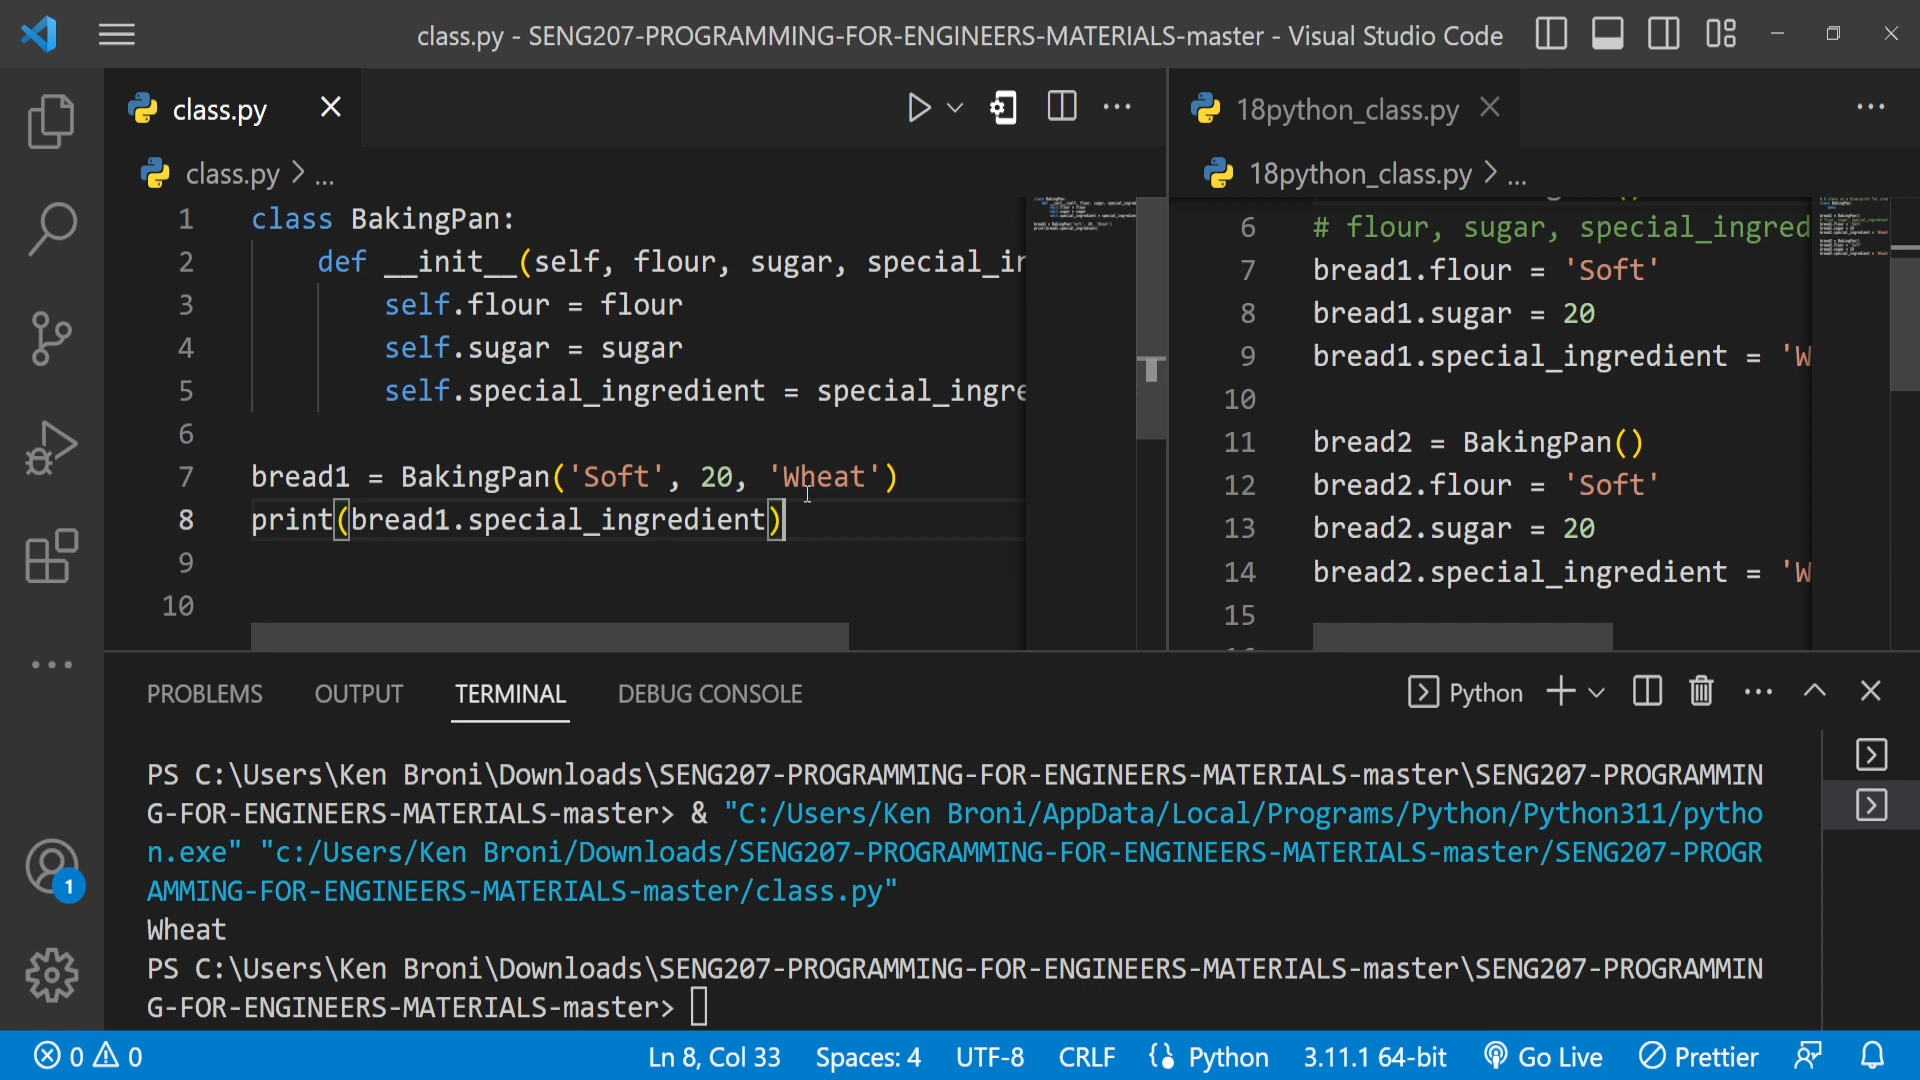 class.py - SENG207-PROGRAMMING-FOR-ENGINEERS-MATERIALS-master - Visual Studio Code
class.py
class.py > ...
1 class BakingPan:
2 def __init__(self, flour, sugar, special_in
3 self.flour = flour
4 self.sugar = sugar
5 self.special_ingredient = special_ingre
6
7 bread1 = BakingPan('Soft', 20, 'Wheat')
8 print(bread1.special_ingredient)
9
10
18python_class.py
18python_class.py > ...
6 # flour, sugar, special_ingred
7 bread1.flour = 'Soft'
8 bread1.sugar = 20
9 bread1.special_ingredient = 'W
10
11 bread2 = BakingPan()
12 bread2.flour = 'Soft'
13 bread2.sugar = 20
14 bread2.special_ingredient = 'W
15
PROBLEMS OUTPUT TERMINAL DEBUG CONSOLE
Python
PS C:\Users\Ken Broni\Downloads\SENG207-PROGRAMMING-FOR-ENGINEERS-MATERIALS-master\SENG207-PROGRAMMIN
G-FOR-ENGINEERS-MATERIALS-master> & "C:/Users/Ken Broni/AppData/Local/Programs/Python/Python311/pytho
n.exe" "c:/Users/Ken Broni/Downloads/SENG207-PROGRAMMING-FOR-ENGINEERS-MATERIALS-master/SENG207-PROGR
AMMING-FOR-ENGINEERS-MATERIALS-master/class.py"
Wheat
PS C:\Users\Ken Broni\Downloads\SENG207-PROGRAMMING-FOR-ENGINEERS-MATERIALS-master\SENG207-PROGRAMMIN
G-FOR-ENGINEERS-MATERIALS-master>
1
0 0 Ln 8, Col 33 Spaces: 4 UTF-8 CRLF Python 3.11.1 64-bit Go Live Prettier